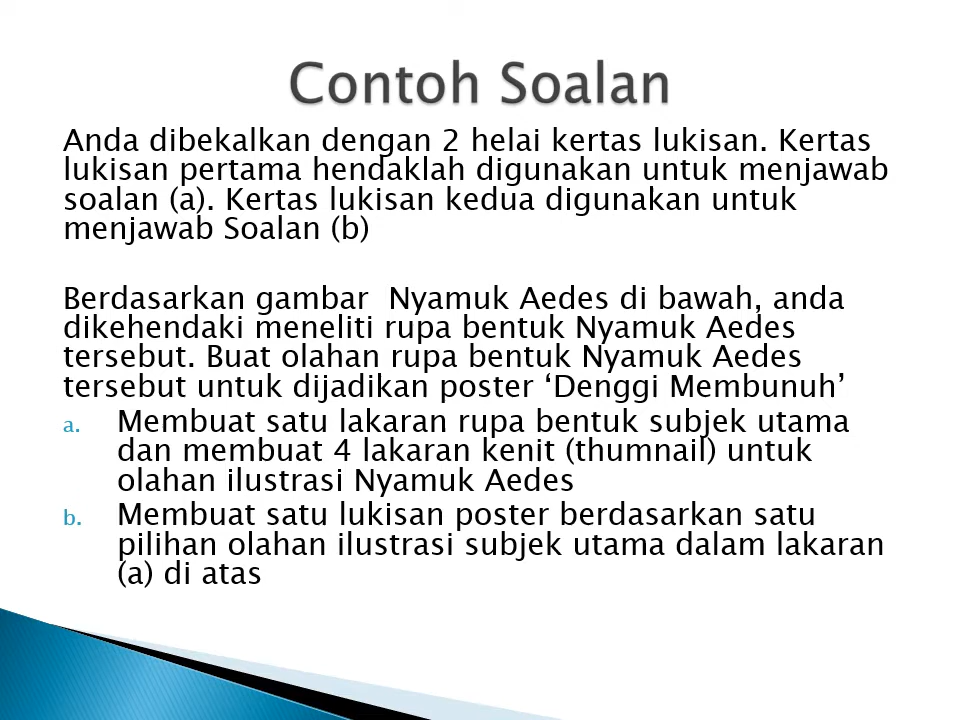 Contoh Soalan
Anda dibekalkan dengan 2 helai kertas lukisan. Kertas
lukisan pertama hendaklah digunakan untuk menjawab
soalan (a). Kertas lukisan kedua digunakan untuk
menjawab Soalan (b)
Berdasarkan gambar  Nyamuk Aedes di bawah, anda
dikehendaki meneliti rupa bentuk Nyamuk Aedes
tersebut. Buat olahan rupa bentuk Nyamuk Aedes
tersebut untuk dijadikan poster ‘Denggi Membunuh’
a. Membuat satu lakaran rupa bentuk subjek utama
dan membuat 4 lakaran kenit (thumnail) untuk
olahan ilustrasi Nyamuk Aedes
b. Membuat satu lukisan poster berdasarkan satu
pilihan olahan ilustrasi subjek utama dalam lakaran
(a) di atas